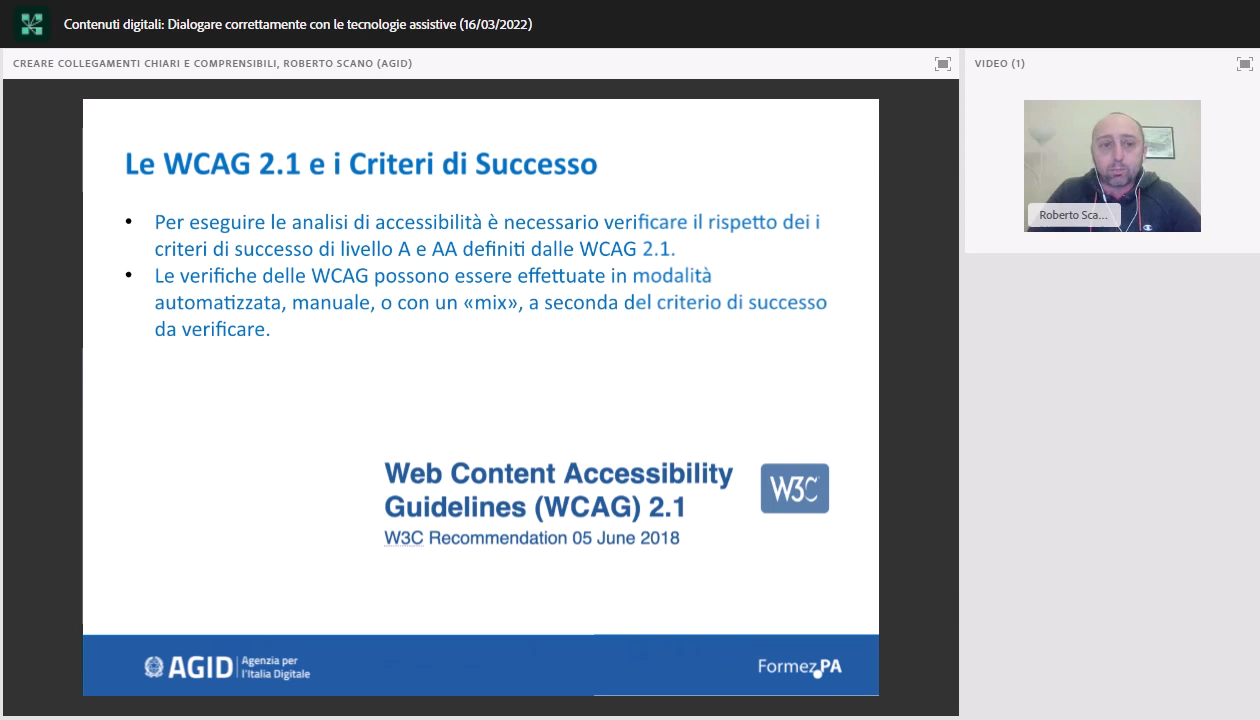 Contenuti digitali: Dialogare correttamente con le tecnologie assistive (16/03/2022)
CREARE COLLEGAMENTI CHIARI E COMPRENSIBILI, ROBERTO SCANO (AGID)
VIDEO (1)
Le WCAG 2.1 e i Criteri di Successo
• Per eseguire le analisi di accessibilità è necessario verificare il rispetto dei i
criteri di successo di livello A e AA definiti dalle WCAG 2.1.
• Le verifiche delle WCAG possono essere effettuate in modalità
automatizzata, manuale, o con un «mix», a seconda del criterio di successo
da verificare.
Roberto Sca...
Web Content Accessibility
Guidelines (WCAG) 2.1
W3C Recommendation 05 June 2018
W3C
AGID
Agenzia per
l'Italia Digitale
FormezPA